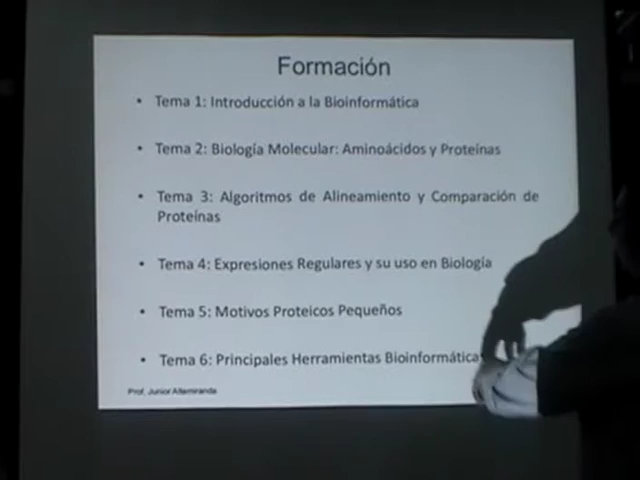 Formación
• Tema 1: Introducción a la Bioinformática
• Tema 2: Biología Molecular: Aminoácidos y Proteínas
• Tema 3: Algoritmos de Alineamiento y Comparación de
Proteínas
• Tema 4: Expresiones Regulares y su uso en Biología
• Tema 5: Motivos Proteicos Pequeños
• Tema 6: Principales Herramientas Bioinformática
Prof. Junior Altamiranda